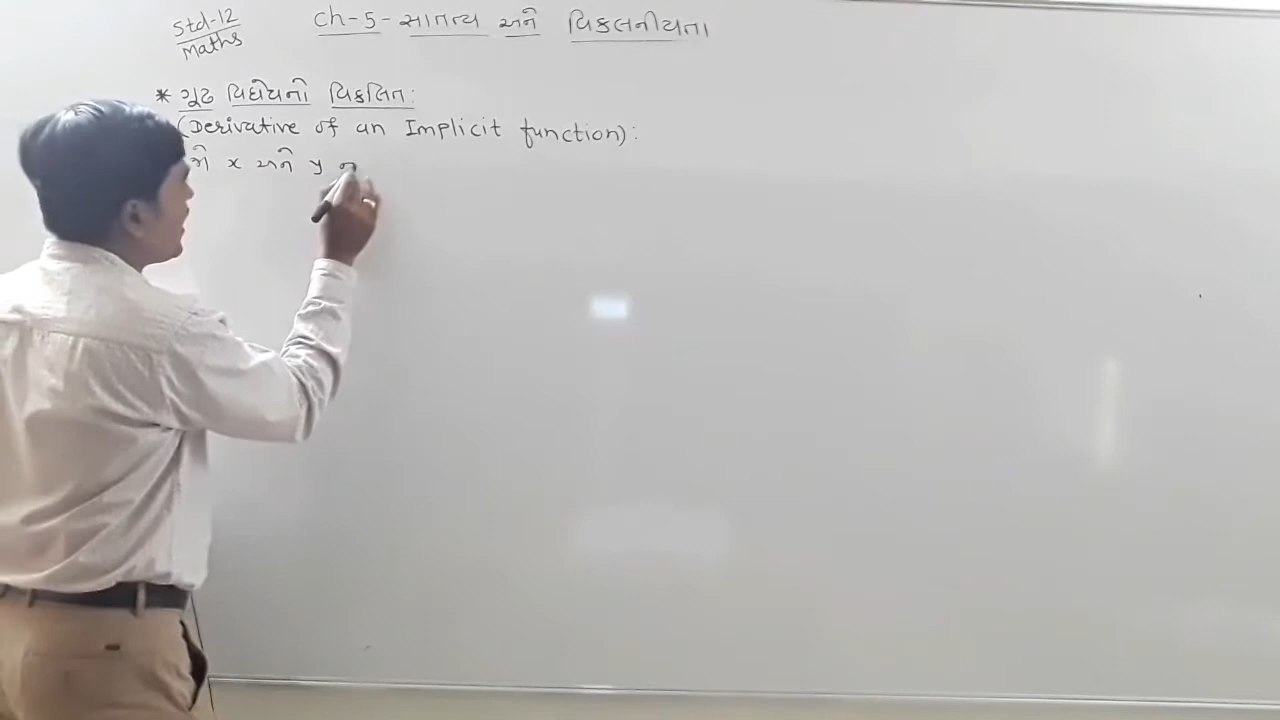 Std-12
Maths
Ch-5-સાતત્ય અને વિકલનીયતા
* ગૂઢ વિધેયનો વિકલિત:
(Derivative of an Implicit function):
જો x અને y